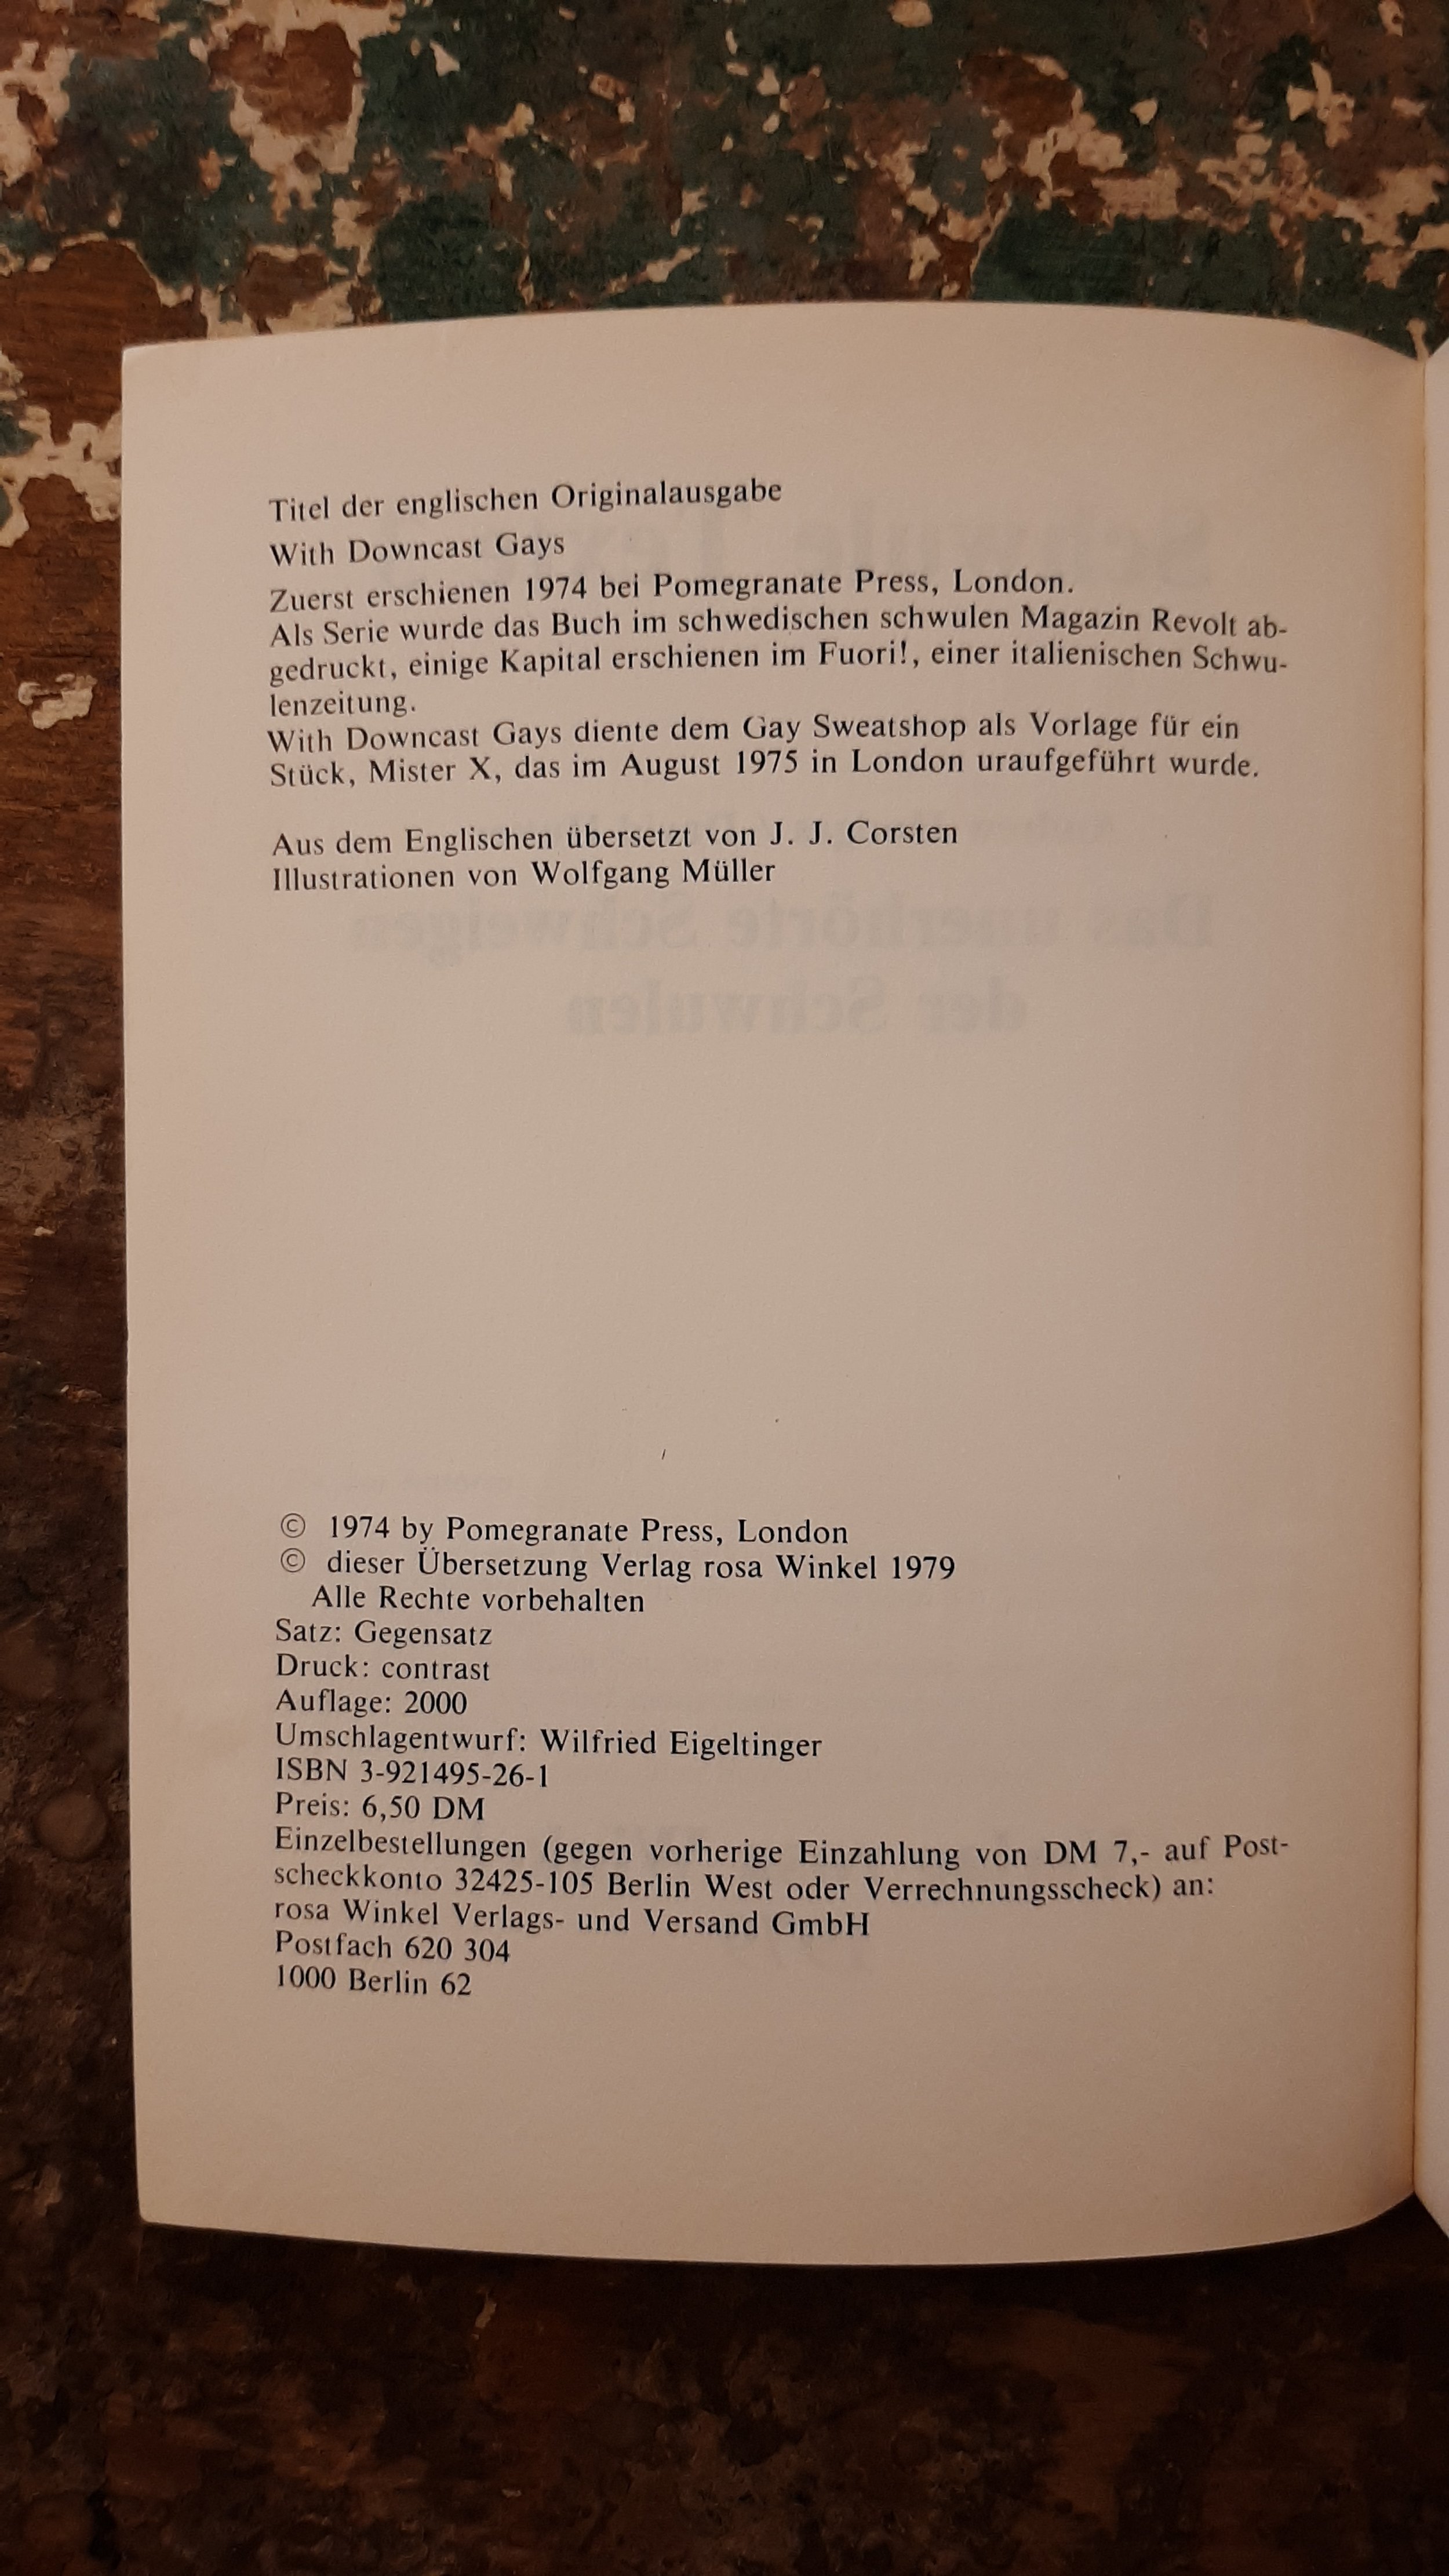 Titel der englischen Originalausgabe
With Downcast Gays
Zuerst erschienen 1974 bei Pomegranate Press, London.
Als Serie wurde das Buch im schwedischen schwulen Magazin Revolt ab-
gedruckt, einige Kapital erschienen im Fuori!, einer italienischen Schwu-
lenzeitung.
With Downcast Gays diente dem Gay Sweatshop als Vorlage für ein
Stück, Mister X, das im August 1975 in London uraufgeführt wurde.
Aus dem Englischen übersetzt von J. J. Corsten
Illustrationen von Wolfgang Müller
Das unerhörte Schweigen
der Schwulen
© 1974 by Pomegranate Press, London
© dieser Übersetzung Verlag rosa Winkel 1979
Alle Rechte vorbehalten
Satz: Gegensatz
Druck: contrast
Auflage: 2000
Umschlagentwurf: Wilfried Eigeltinger
ISBN 3-921495-26-1
Preis: 6,50 DM
Einzelbestellungen (gegen vorherige Einzahlung von DM 7,- auf Post-
scheckkonto 32425-105 Berlin West oder Verrechnungsscheck) an:
rosa Winkel Verlags- und Versand GmbH
Postfach 620 304
1000 Berlin 62